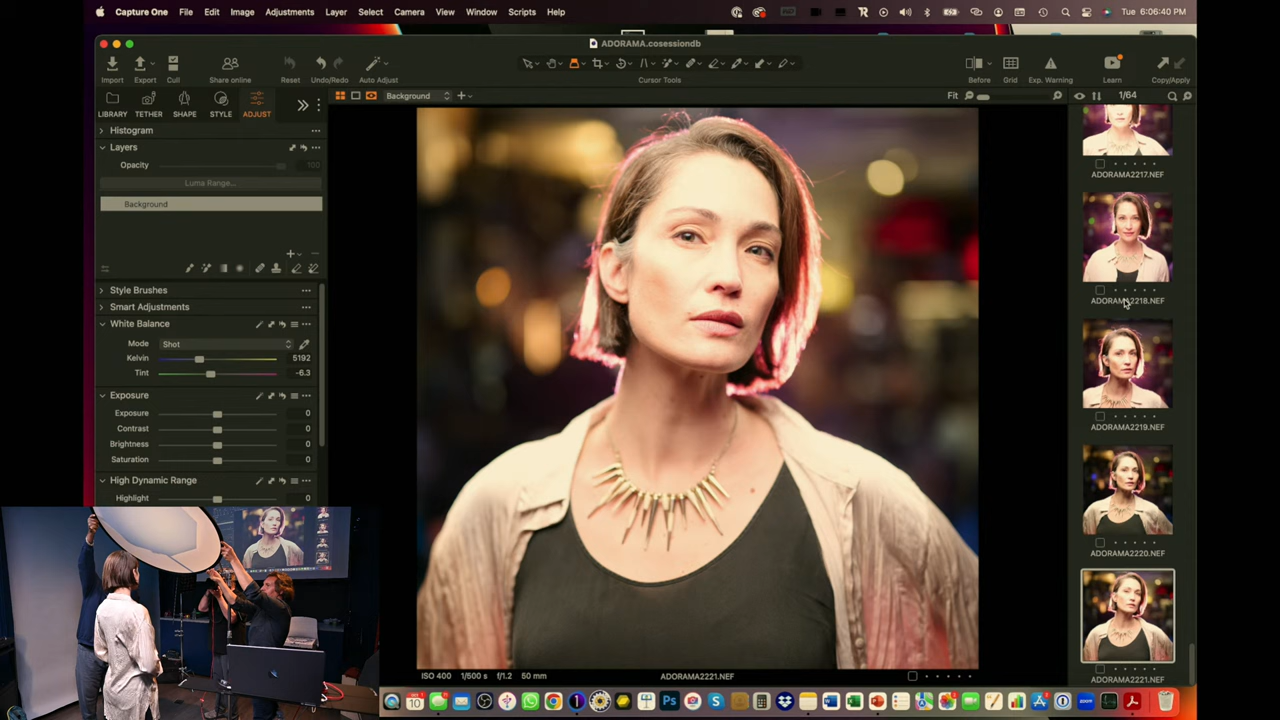 Capture One File Edit Image Adjustments Layer Select Camera View Window Scripts Help
Tue 6:06:40 PM
ADORAMA.cosessiondb
Import Export Cull Share online Reset Undo/Redo Auto Adjust Cursor Tools Before Grid Exp. Warning Learn Copy/Apply
LIBRARY TETHER SHAPE STYLE ADJUST
Background
Fit
1/64
Histogram
Layers
Opacity 100
Luma Range...
Background
Style Brushes
Smart Adjustments
White Balance
Mode Shot
Kelvin 5192
Tint -6.3
Exposure
Exposure 0
Contrast 0
Brightness 0
Saturation 0
High Dynamic Range
Highlight 0
ISO 400 1/500 s f/1.2 50 mm
ADORAMA2221.NEF
ADORAMA2217.NEF
ADORAMA2218.NEF
ADORAMA2219.NEF
ADORAMA2220.NEF
ADORAMA2221.NEF